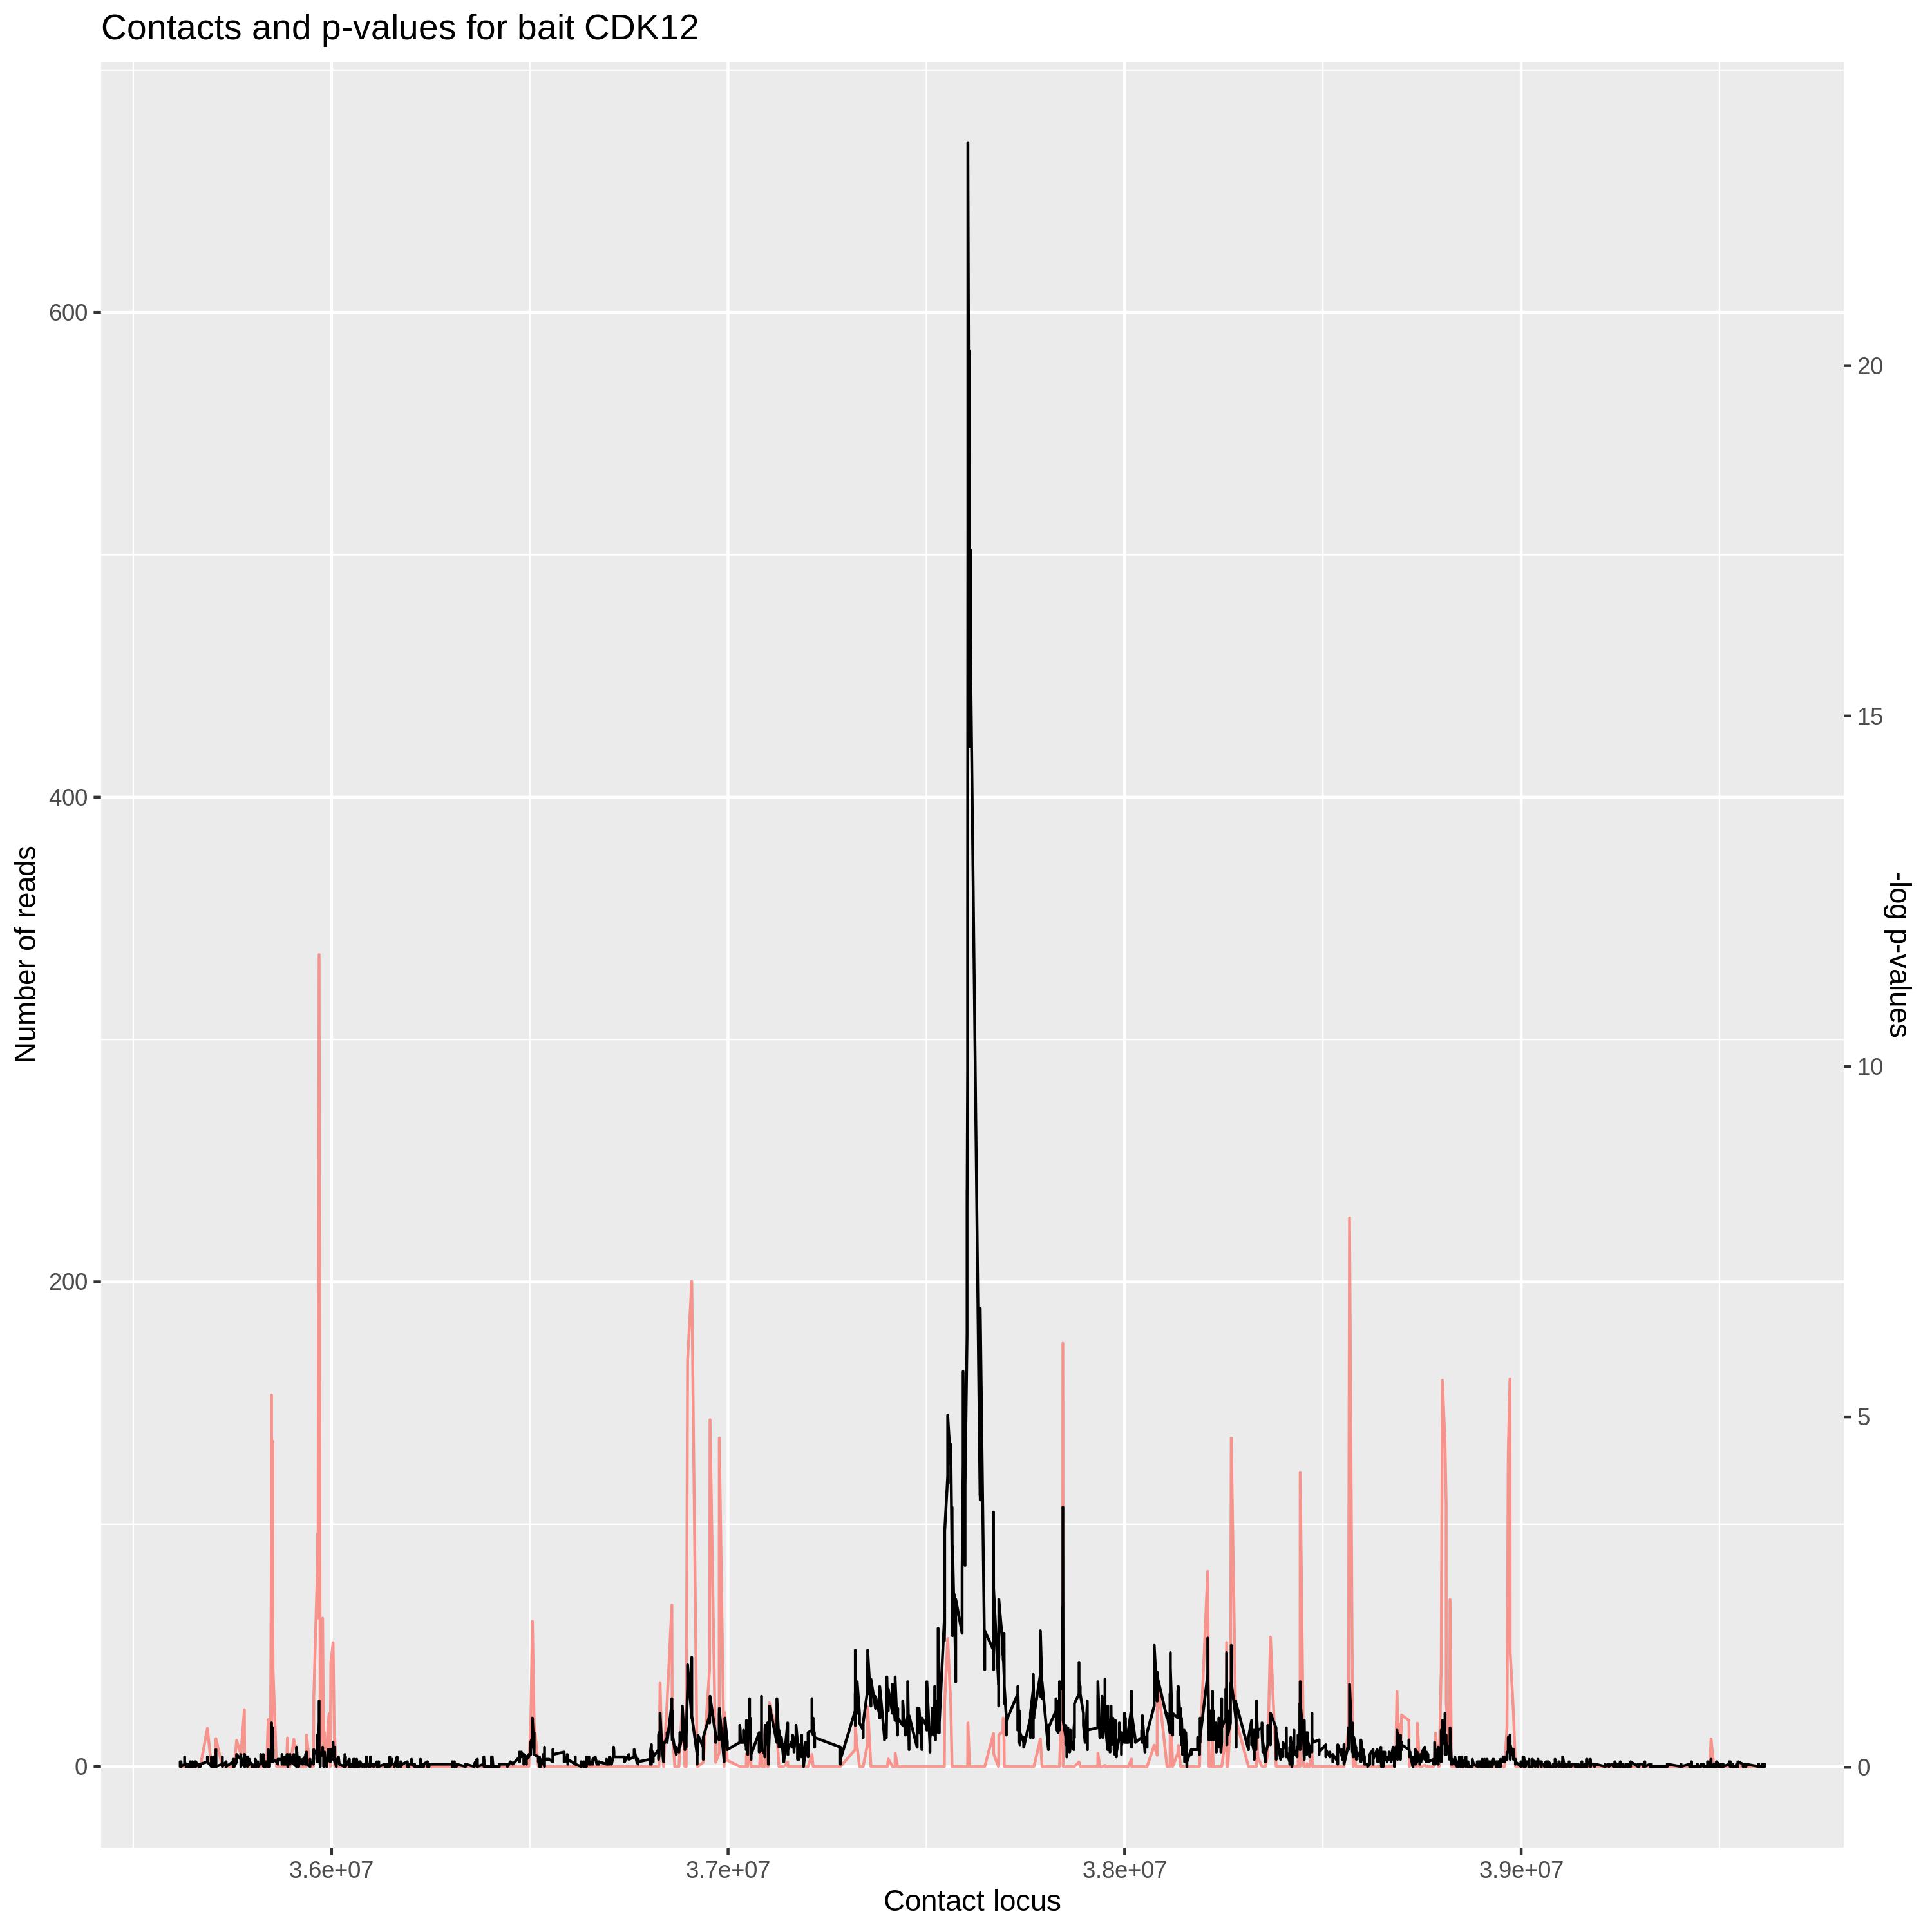 Contacts and p-values for bait CDK12
Number of reads
600
400
200
0
20
15
10
5
0
-log p-values
3.6e+07
3.7e+07
3.8e+07
3.9e+07
Contact locus